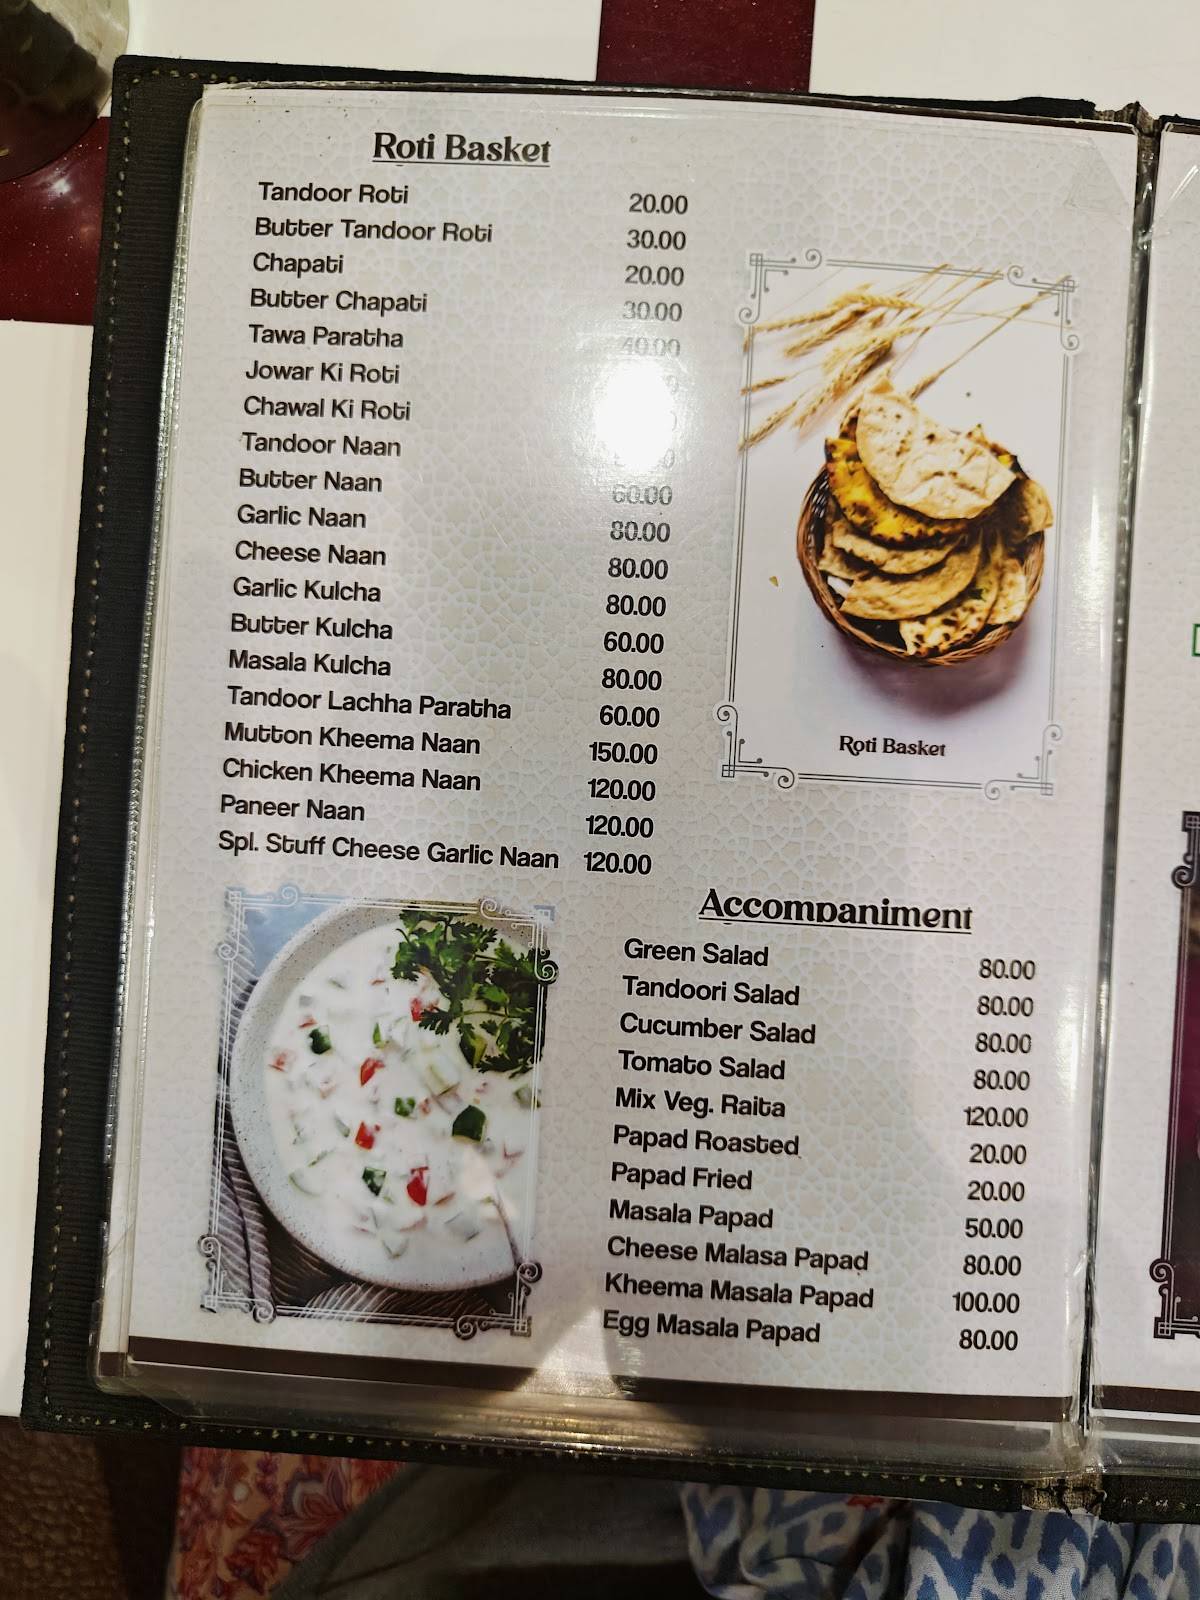 Roti Basket
Tandoor Roti 20.00
Butter Tandoor Roti 30.00
Chapati 20.00
Butter Chapati 30.00
Tawa Paratha 40.00
Jowar Ki Roti
Chawal Ki Roti
Tandoor Naan
Butter Naan 60.00
Garlic Naan 80.00
Cheese Naan 80.00
Garlic Kulcha 80.00
Butter Kulcha 60.00
Masala Kulcha 80.00
Tandoor Lachha Paratha 60.00
Mutton Kheema Naan 150.00
Chicken Kheema Naan 120.00
Paneer Naan 120.00
Spl. Stuff Cheese Garlic Naan 120.00
Roti Basket
Accompaniment
Green Salad 80.00
Tandoori Salad 80.00
Cucumber Salad 80.00
Tomato Salad 80.00
Mix Veg. Raita 120.00
Papad Roasted 20.00
Papad Fried 20.00
Masala Papad 50.00
Cheese Malasa Papad 80.00
Kheema Masala Papad 100.00
Egg Masala Papad 80.00